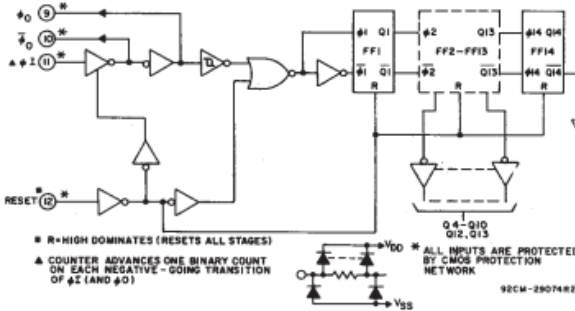 ϕO 9 *
ϕ̅O 10 *
▲ ϕI 11 *
ϕ1 Q1
FF1
ϕ̅1 Q̅1
R
ϕ2 Q13
FF2-FF13
ϕ̅2 Q̅13
R
ϕ14 Q14
FF14
ϕ̅14 Q̅14
R
RESET 12 *
Q4-Q10
Q12, Q13
■ R=HIGH DOMINATES (RESETS ALL STAGES)
▲ COUNTER ADVANCES ONE BINARY COUNT
ON EACH NEGATIVE-GOING TRANSITION
OF ϕI (AND ϕO)
VDD
VSS
* ALL INPUTS ARE PROTECTED
BY CMOS PROTECTION
NETWORK
92CM-29074R2